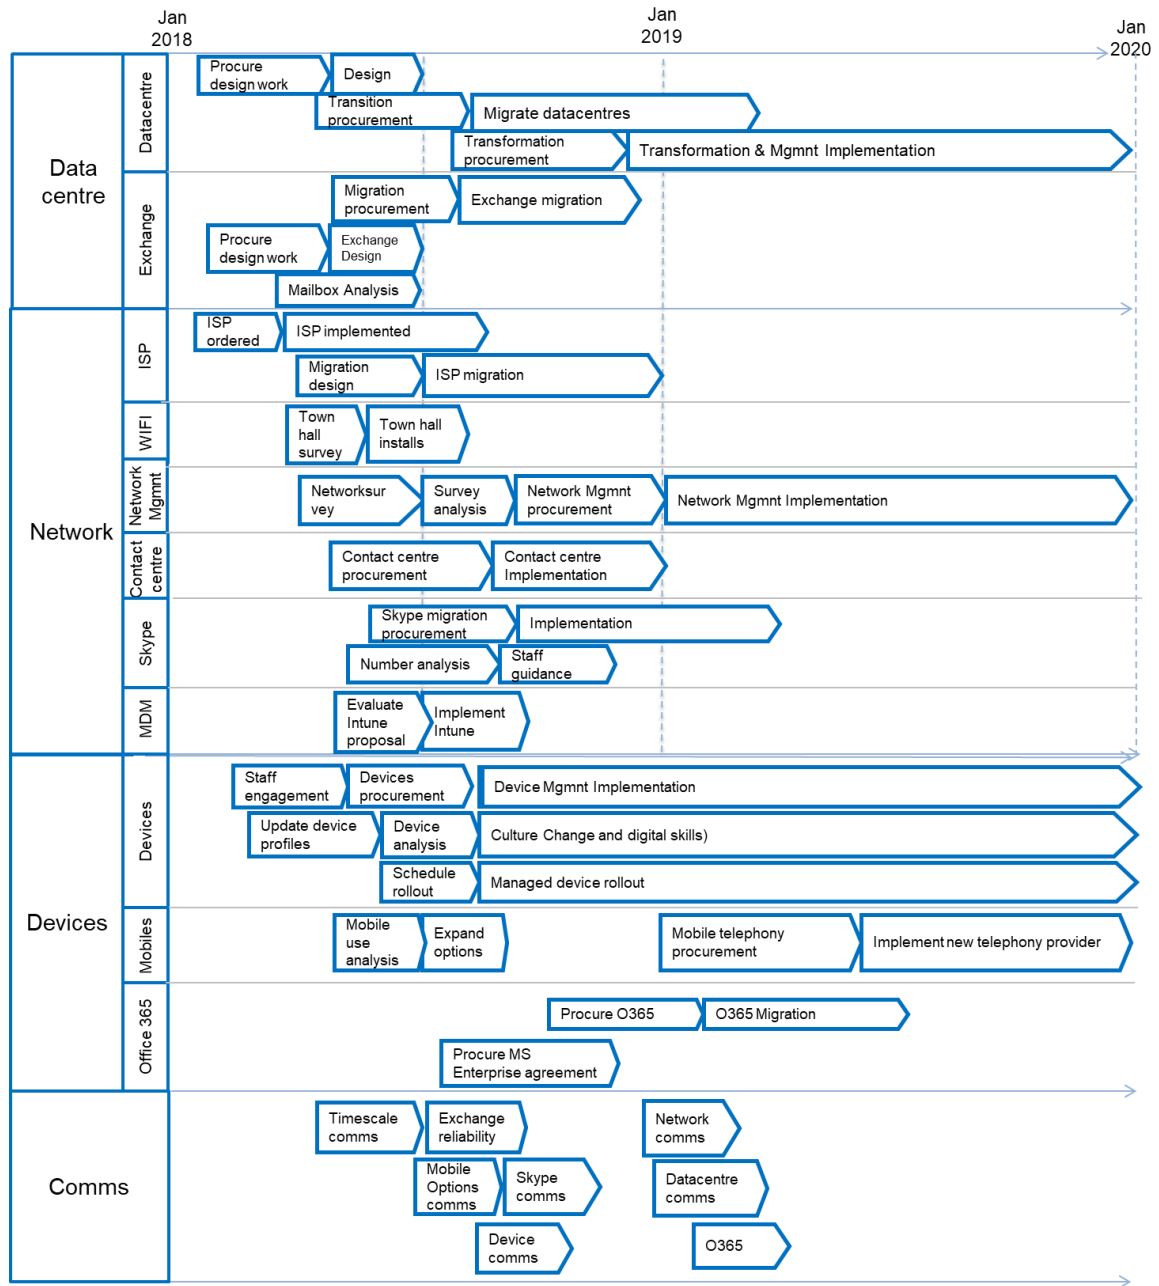 Jan
2018
Jan
2019
Jan
2020
Data
centre
Datacentre
Procure
design work
Design
Transition
procurement
Migrate datacentres
Transformation
procurement
Transformation & Mgmnt Implementation
Exchange
Migration
procurement
Exchange migration
Procure
design work
Exchange
Design
Mailbox Analysis
Network
ISP
ISP
ordered
ISP implemented
Migration
design
ISP migration
WIFI
Town
hall
survey
Town hall
installs
Network
Mgmnt
Networksur
vey
Survey
analysis
Network Mgmnt
procurement
Network Mgmnt Implementation
Contact
centre
Contact centre
procurement
Contact centre
Implementation
Skype
Skype migration
procurement
Implementation
Number analysis
Staff
guidance
MDM
Evaluate
Intune
proposal
Implement
Intune
Devices
Devices
Staff
engagement
Devices
procurement
Device Mgmnt Implementation
Update device
profiles
Device
analysis
Culture Change and digital skills)
Schedule
rollout
Managed device rollout
Mobiles
Mobile
use
analysis
Expand
options
Mobile telephony
procurement
Implement new telephony provider
Office 365
Procure O365
O365 Migration
Procure MS
Enterprise agreement
Comms
Timescale
comms
Exchange
reliability
Network
comms
Mobile
Options
comms
Skype
comms
Datacentre
comms
Device
comms
O365